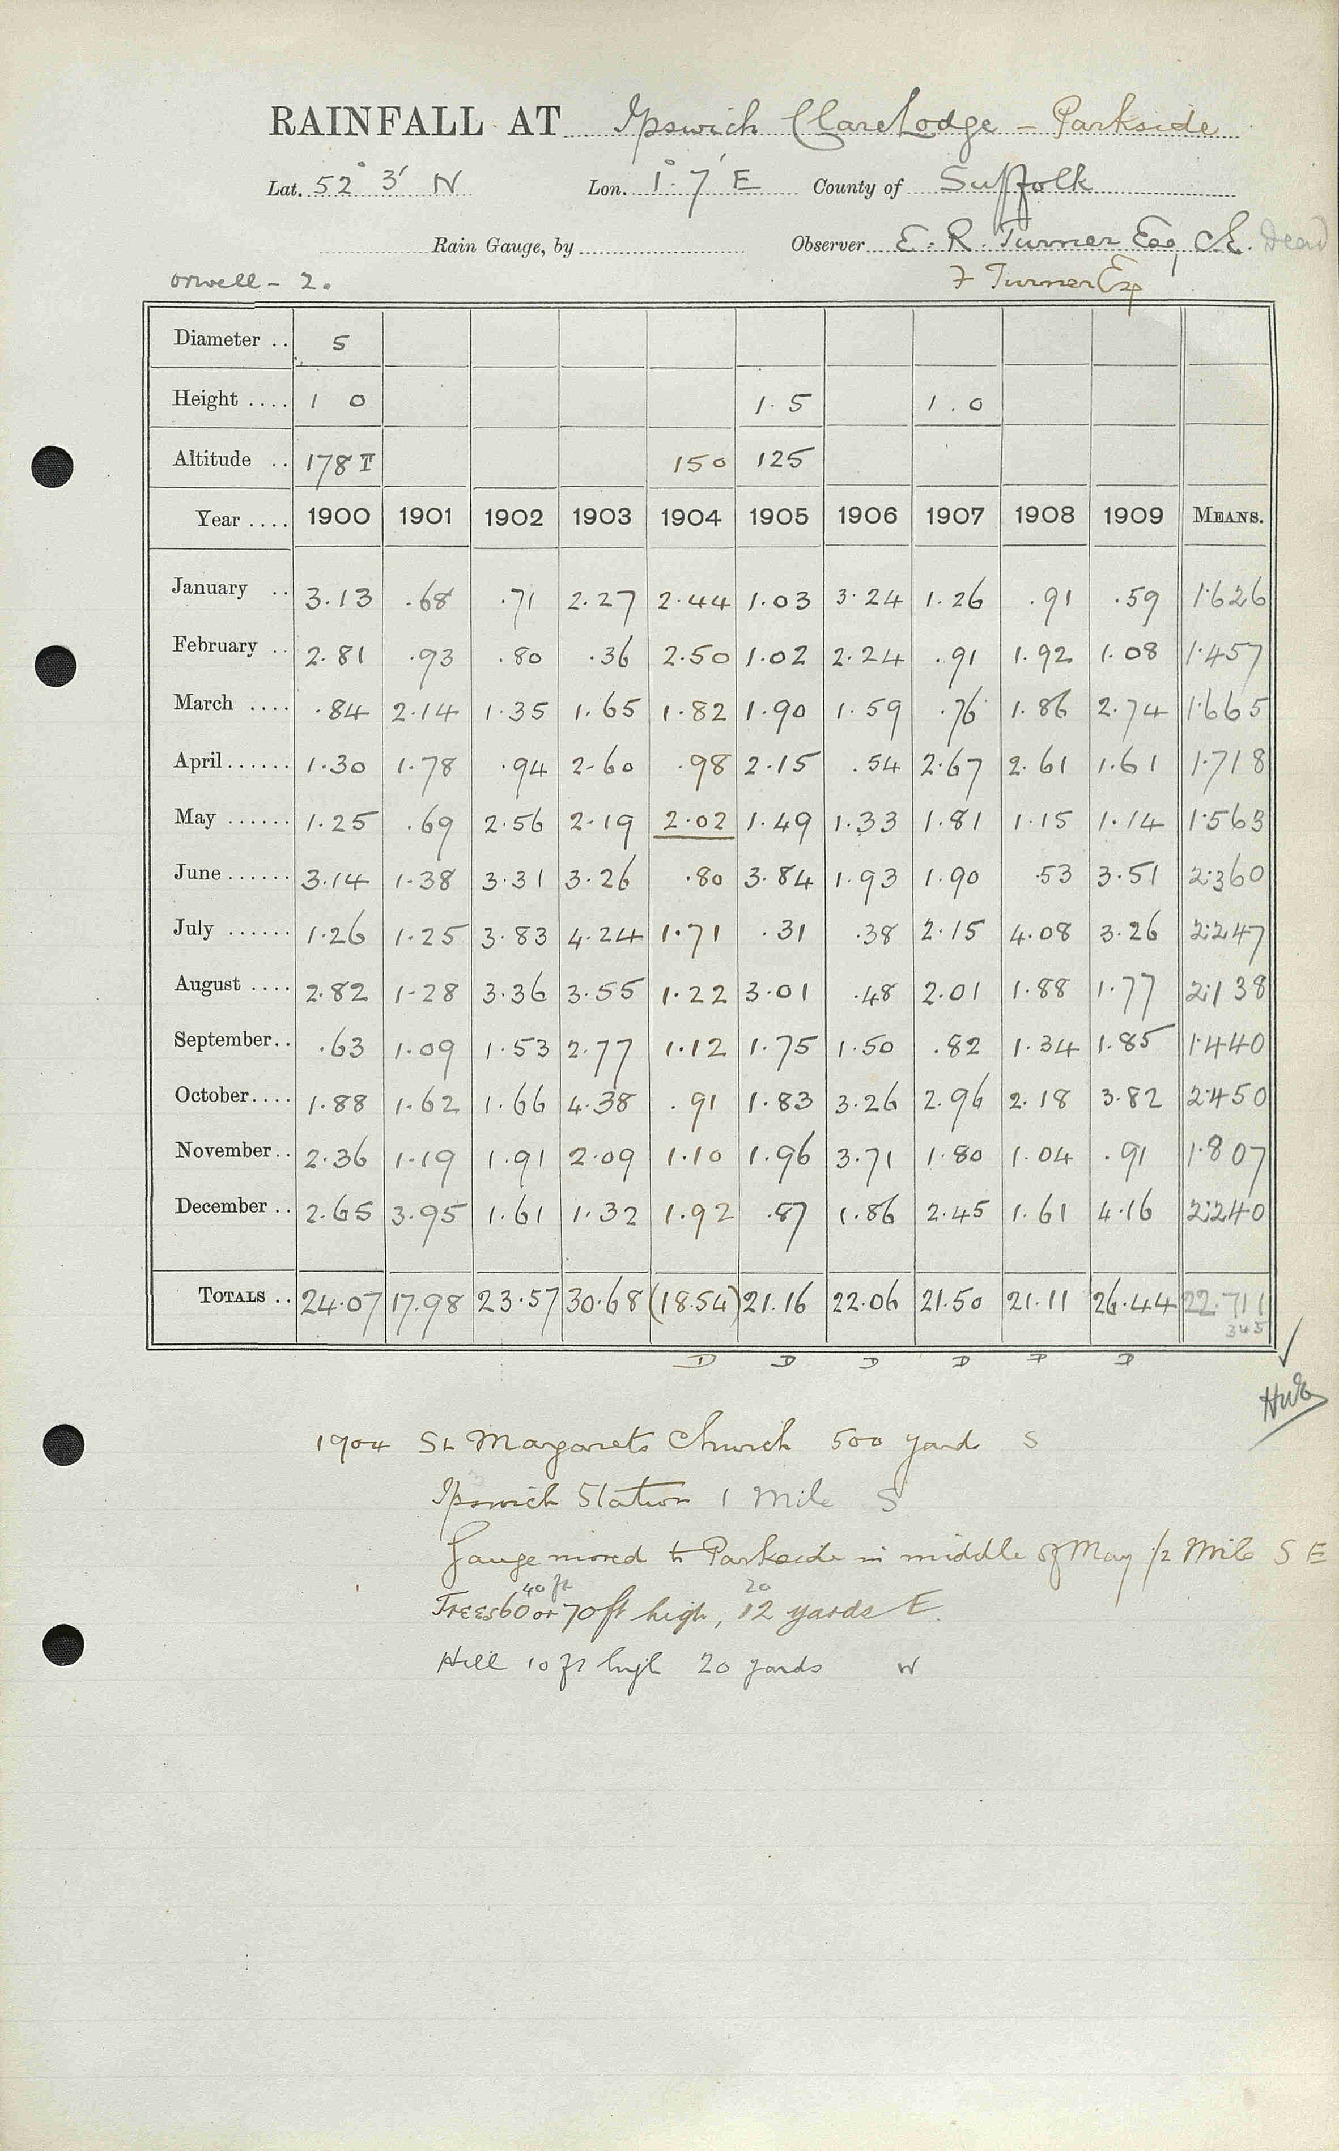 RAINFALL AT Ipswich Clare Lodge – Parkside
Lat. 52° 3' N Lon. 1° 7' E County of Suffolk
Rain Gauge, by Observer E. R. Turner Esq C.E. Dead
Orwell – 2. F Turner Esq
Diameter .. 5
Height .... 1 0 1.5 1.0
Altitude .. 178 T 150 125
Year .... 1900 1901 1902 1903 1904 1905 1906 1907 1908 1909 MEANS.
January .. 3.13 .68 .71 2.27 2.44 1.03 3.24 1.26 .91 .59 1.626
February .. 2.81 .93 .80 .36 2.50 1.02 2.24 .91 1.92 1.08 1.457
March .... .84 2.14 1.35 1.65 1.82 1.90 1.59 .76 1.86 2.74 1.665
April ...... 1.30 1.78 .94 2.60 .98 2.15 .54 2.67 2.61 1.61 1.718
May ...... 1.25 .69 2.56 2.19 2.02 1.49 1.33 1.81 1.15 1.14 1.563
June ...... 3.14 1.38 3.31 3.26 .80 3.84 1.93 1.90 .53 3.51 2.360
July ...... 1.26 1.25 3.83 4.24 1.71 .31 .38 2.15 4.08 3.26 2.247
August .... 2.82 1.28 3.36 3.55 1.22 3.01 .48 2.01 1.88 1.77 2.138
September.. .63 1.09 1.53 2.77 1.12 1.75 1.50 .82 1.34 1.85 1.440
October.... 1.88 1.62 1.66 4.38 .91 1.83 3.26 2.96 2.18 3.82 2.450
November.. 2.36 1.19 1.91 2.09 1.10 1.96 3.71 1.80 1.04 .91 1.807
December .. 2.65 3.95 1.61 1.32 1.92 .87 1.86 2.45 1.61 4.16 2.240
TOTALS .. 24.07 17.98 23.57 30.68 (18.54) 21.16 22.06 21.50 21.11 26.44 22.711
345
D D D D D D
1904 St Margarets Church 500 yard S
Ipswich Station 1 Mile S
Gauge moved to Parkside in middle of May 1/2 Mile S E
40 ft 20
Trees 60 or 70 ft high, 12 yards E.
Hill 10 ft high 20 yards W